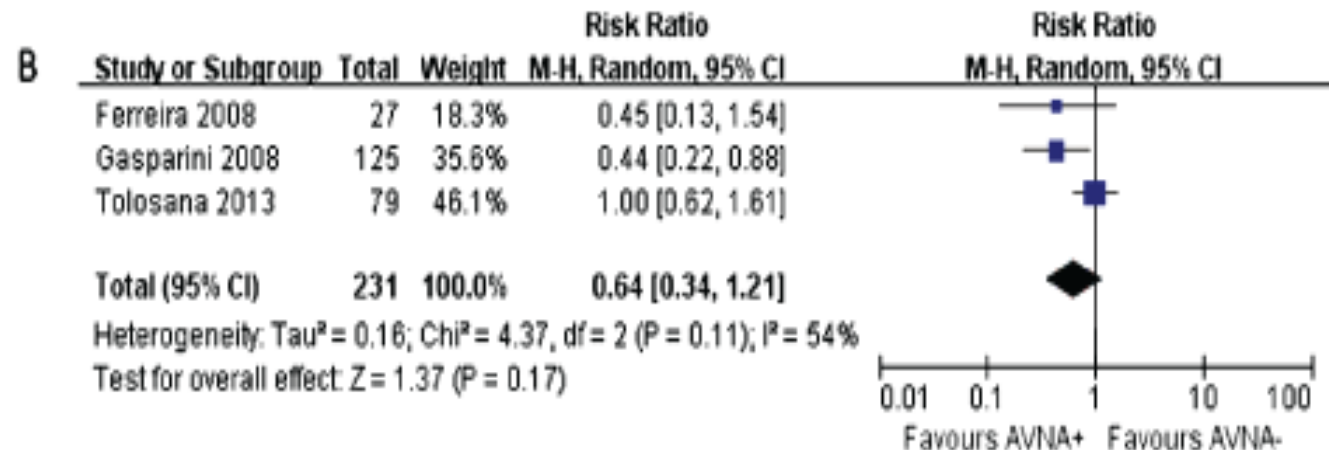 Risk Ratio Risk Ratio
B Study or Subgroup Total Weight M-H, Random, 95% CI M-H, Random, 95% CI
Ferreira 2008 27 18.3% 0.45 [0.13, 1.54]
Gasparini 2008 125 35.6% 0.44 [0.22, 0.88]
Tolosana 2013 79 46.1% 1.00 [0.62, 1.61]
Total (95% CI) 231 100.0% 0.64 [0.34, 1.21]
Heterogeneity: Tau² = 0.16; Chi² = 4.37, df = 2 (P = 0.11); I² = 54%
Test for overall effect: Z = 1.37 (P = 0.17)
0.01 0.1 1 10 100
Favours AVNA+ Favours AVNA-